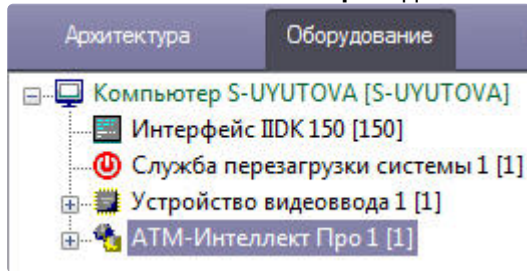 Архитектура Оборудование
Компьютер S-UYUTOVA [S-UYUTOVA]
Интерфейс IIDK 150 [150]
Служба перезагрузки системы 1 [1]
Устройство видеоввода 1 [1]
АТМ-Интеллект Про 1 [1]